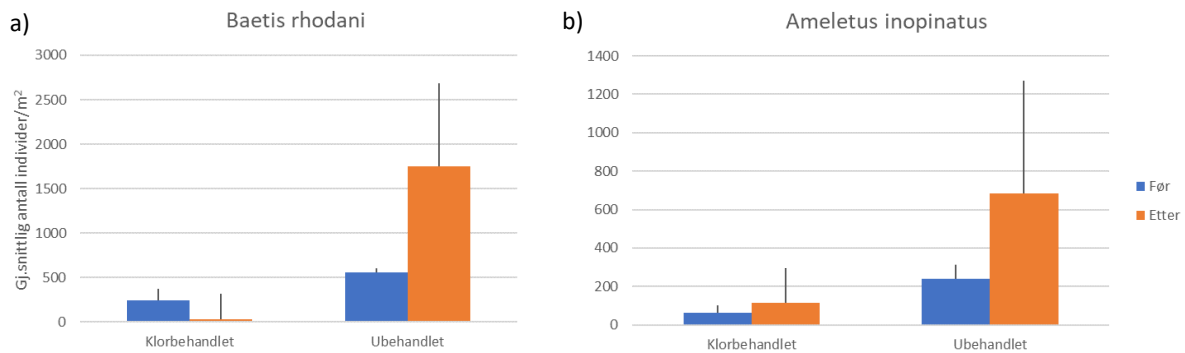 a)
Baetis rhodani
Gj.snittlig antall individer/m²
3000
2500
2000
1500
1000
500
0
Klorbehandlet
Ubehandlet
b)
Ameletus inopinatus
1400
1200
1000
800
600
400
200
0
Klorbehandlet
Ubehandlet
Før
Etter